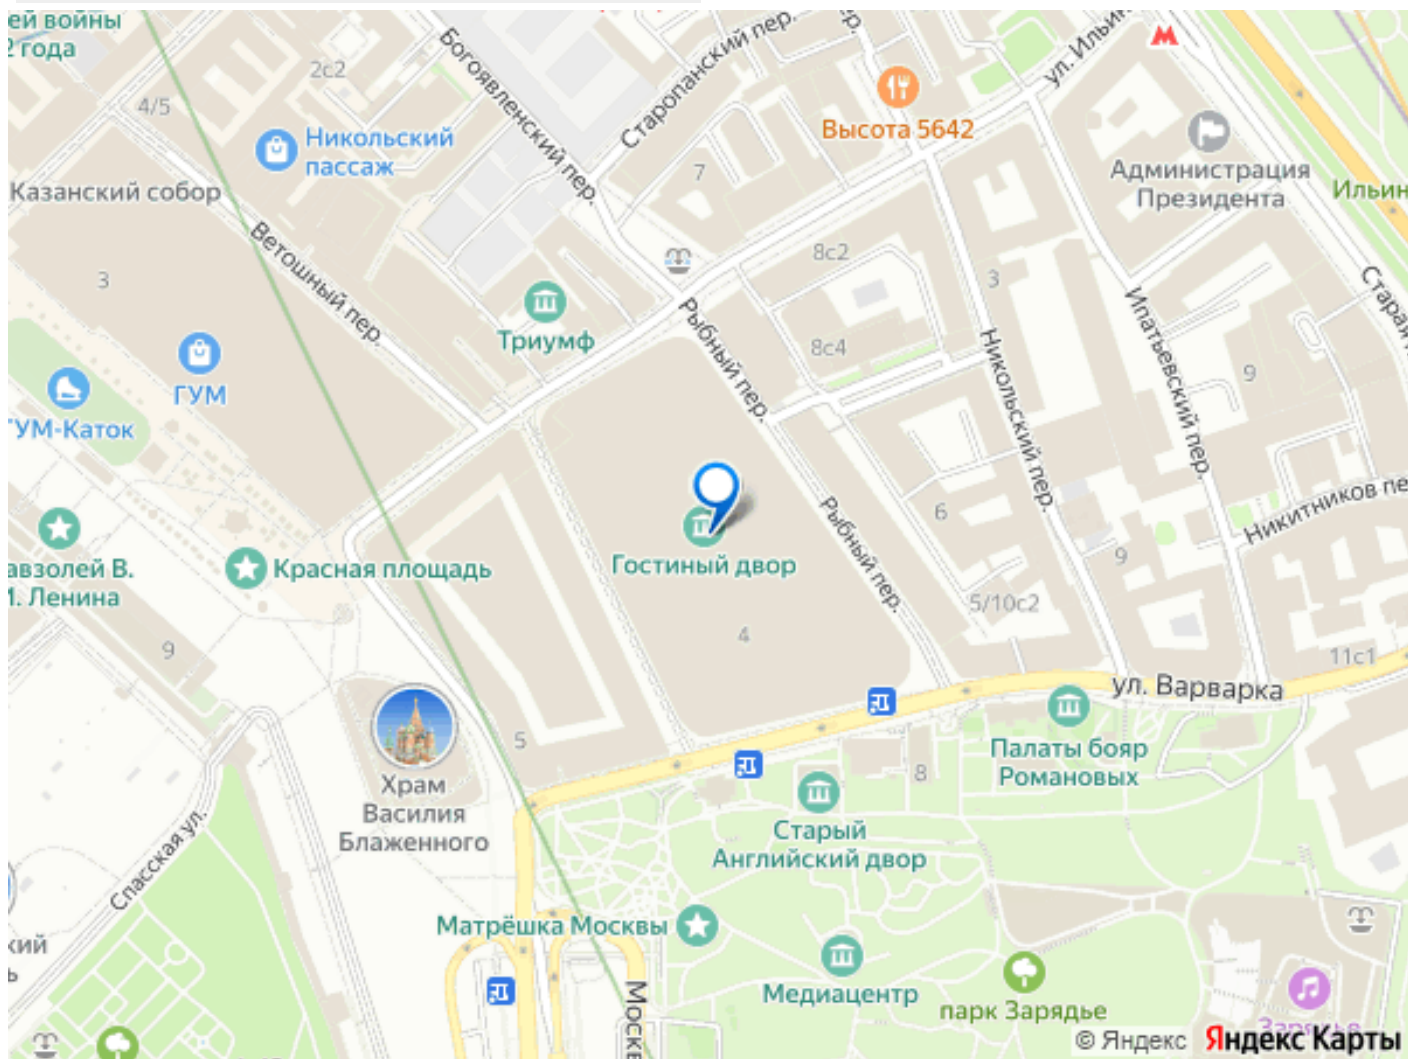 ей войны
2 года
2с2
4/5
Никольский
пассаж
Казанский собор
Богоявленский пер.
Старопанский пер.
ул. Ильин
Высота 5642
Администрация
Президента
Ильин
7
3
Ветошный пер.
Триумф
ГУМ
ГУМ-Каток
8с2
8с4
3
9
Рыбный пер.
Никольский пер.
Ипатьевский пер.
Старая
Никитников пе
Рыбный пер.
6
9
5/10с2
11с1
авзолей В.
И. Ленина
Красная площадь
Гостиный двор
4
9
5
ул. Варварка
Храм
Василия
Блаженного
Палаты бояр
Романовых
8
Старый
Английский двор
Спасская ул.
Матрёшка Москвы
Медиацентр
парк Зарядье
Москв
кий
ь
© Яндекс
Яндекс Карты